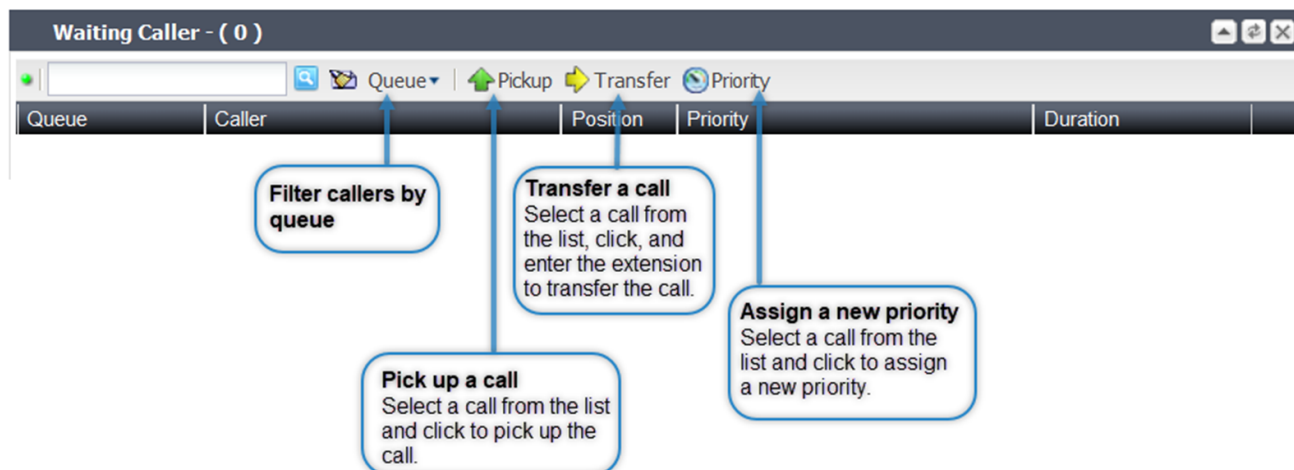 Waiting Caller - ( 0 )
Queue Pickup Transfer Priority
Queue Caller Position Priority Duration
Filter callers by
queue
Transfer a call
Select a call from
the list, click, and
enter the extension
to transfer the call.
Assign a new priority
Select a call from the
list and click to assign
a new priority.
Pick up a call
Select a call from the list
and click to pick up the
call.